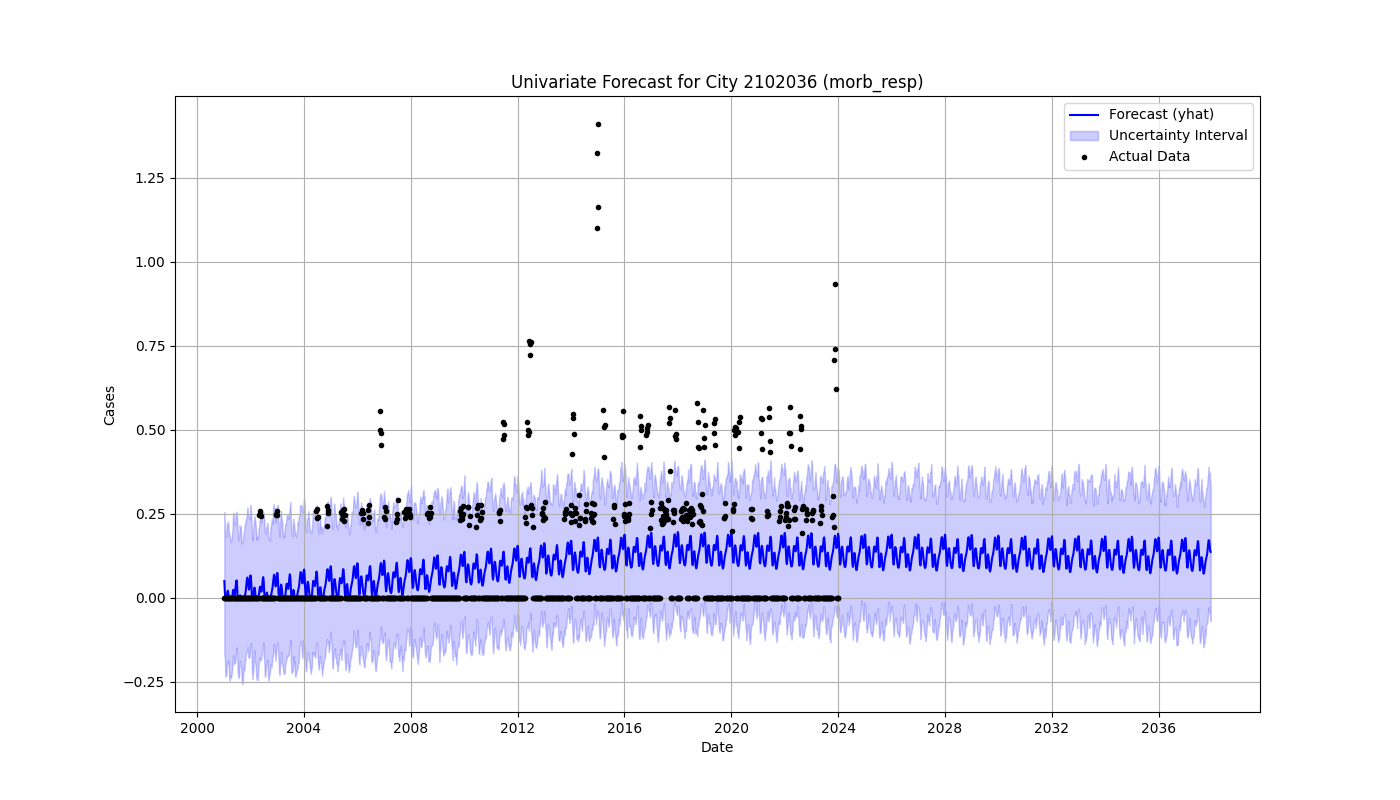 Univariate Forecast for City 2102036 (morb_resp)
Forecast (yhat)
Uncertainty Interval
Actual Data
1.25
1.00
0.75
0.50
0.25
0.00
−0.25
Cases
2000 2004 2008 2012 2016 2020 2024 2028 2032 2036
Date